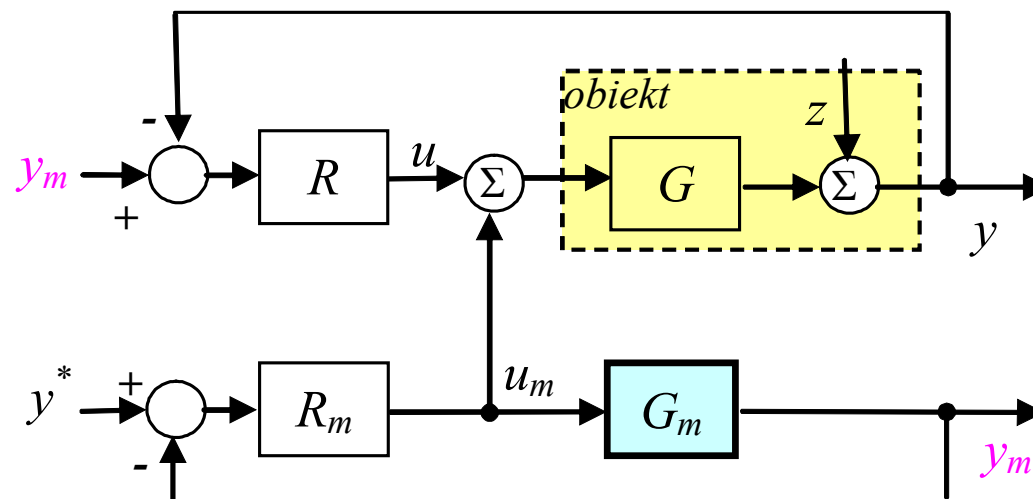 obiekt
-
z
y_m
R
u
Σ
G
Σ
+
y
y*
+
R_m
u_m
G_m
-
y_m